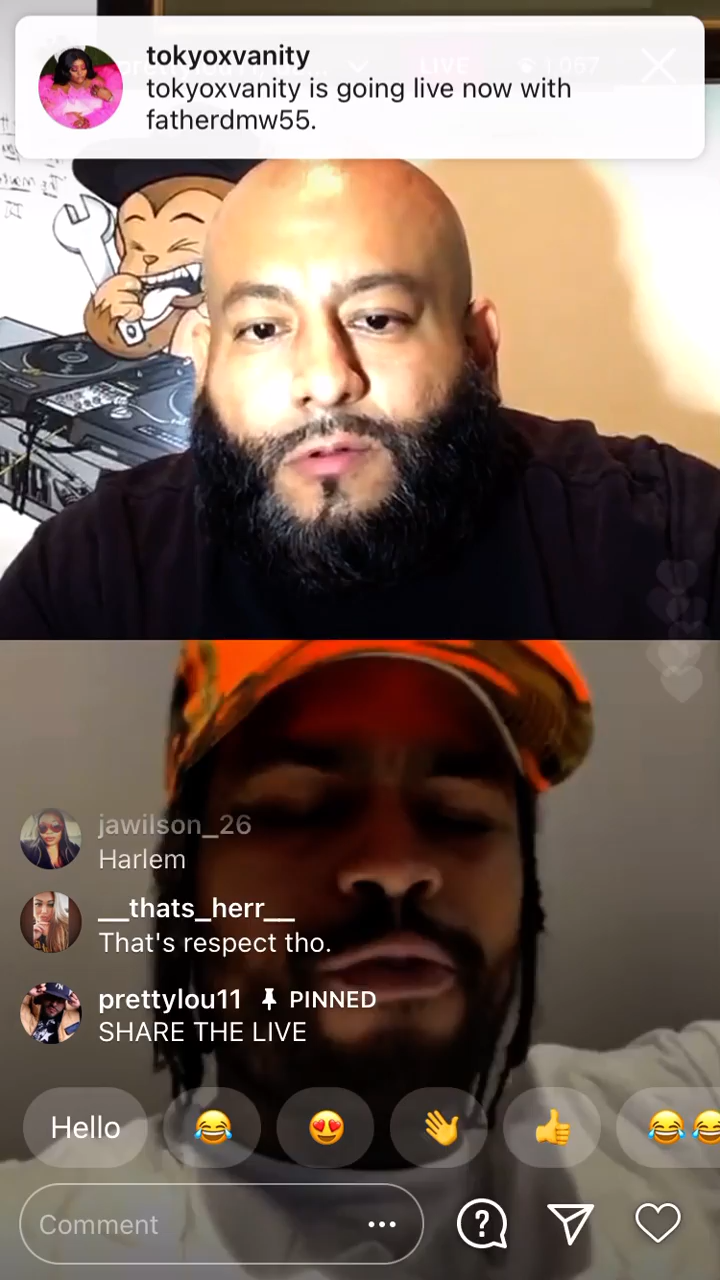 tokyoxvanity
tokyoxvanity is going live now with
fatherdmw55.
LIVE
jawilson_26
Harlem
__thats_herr__
That's respect tho.
prettylou11 PINNED
SHARE THE LIVE
Hello
Comment